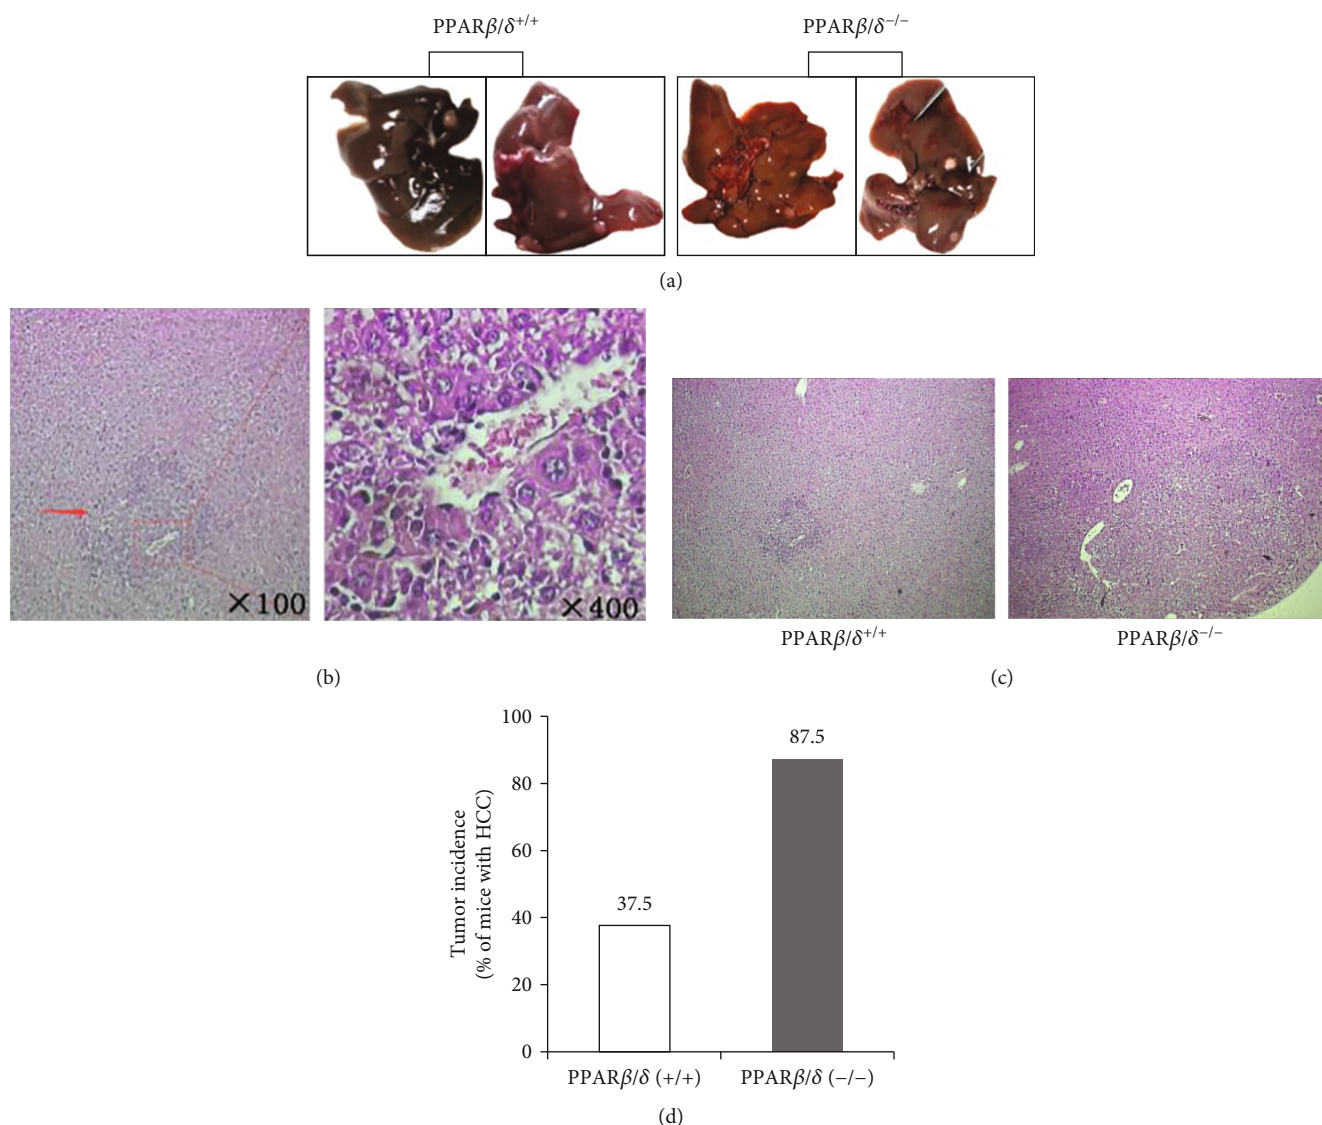 PPARβ/δ+/+ PPARβ/δ−/−
(a)
×100 ×400
PPARβ/δ+/+ PPARβ/δ−/−
(b) (c)
Tumor incidence
(% of mice with HCC)
100
80
60
40
20
0
37.5
87.5
PPARβ/δ (+/+) PPARβ/δ (−/−)
(d)